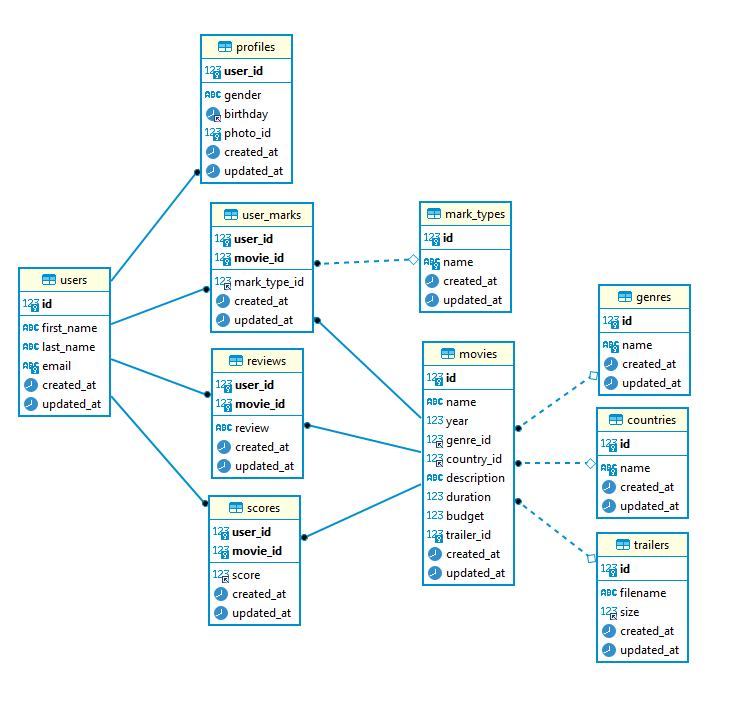 profiles
123 user_id
ABC gender
birthday
123 photo_id
created_at
updated_at
user_marks
123 user_id
123 movie_id
123 mark_type_id
created_at
updated_at
mark_types
123 id
ABC name
created_at
updated_at
users
123 id
ABC first_name
ABC last_name
ABC email
created_at
updated_at
reviews
123 user_id
123 movie_id
ABC review
created_at
updated_at
scores
123 user_id
123 movie_id
123 score
created_at
updated_at
movies
123 id
ABC name
123 year
123 genre_id
123 country_id
ABC description
123 duration
123 budget
123 trailer_id
created_at
updated_at
genres
123 id
ABC name
created_at
updated_at
countries
123 id
ABC name
created_at
updated_at
trailers
123 id
ABC filename
123 size
created_at
updated_at